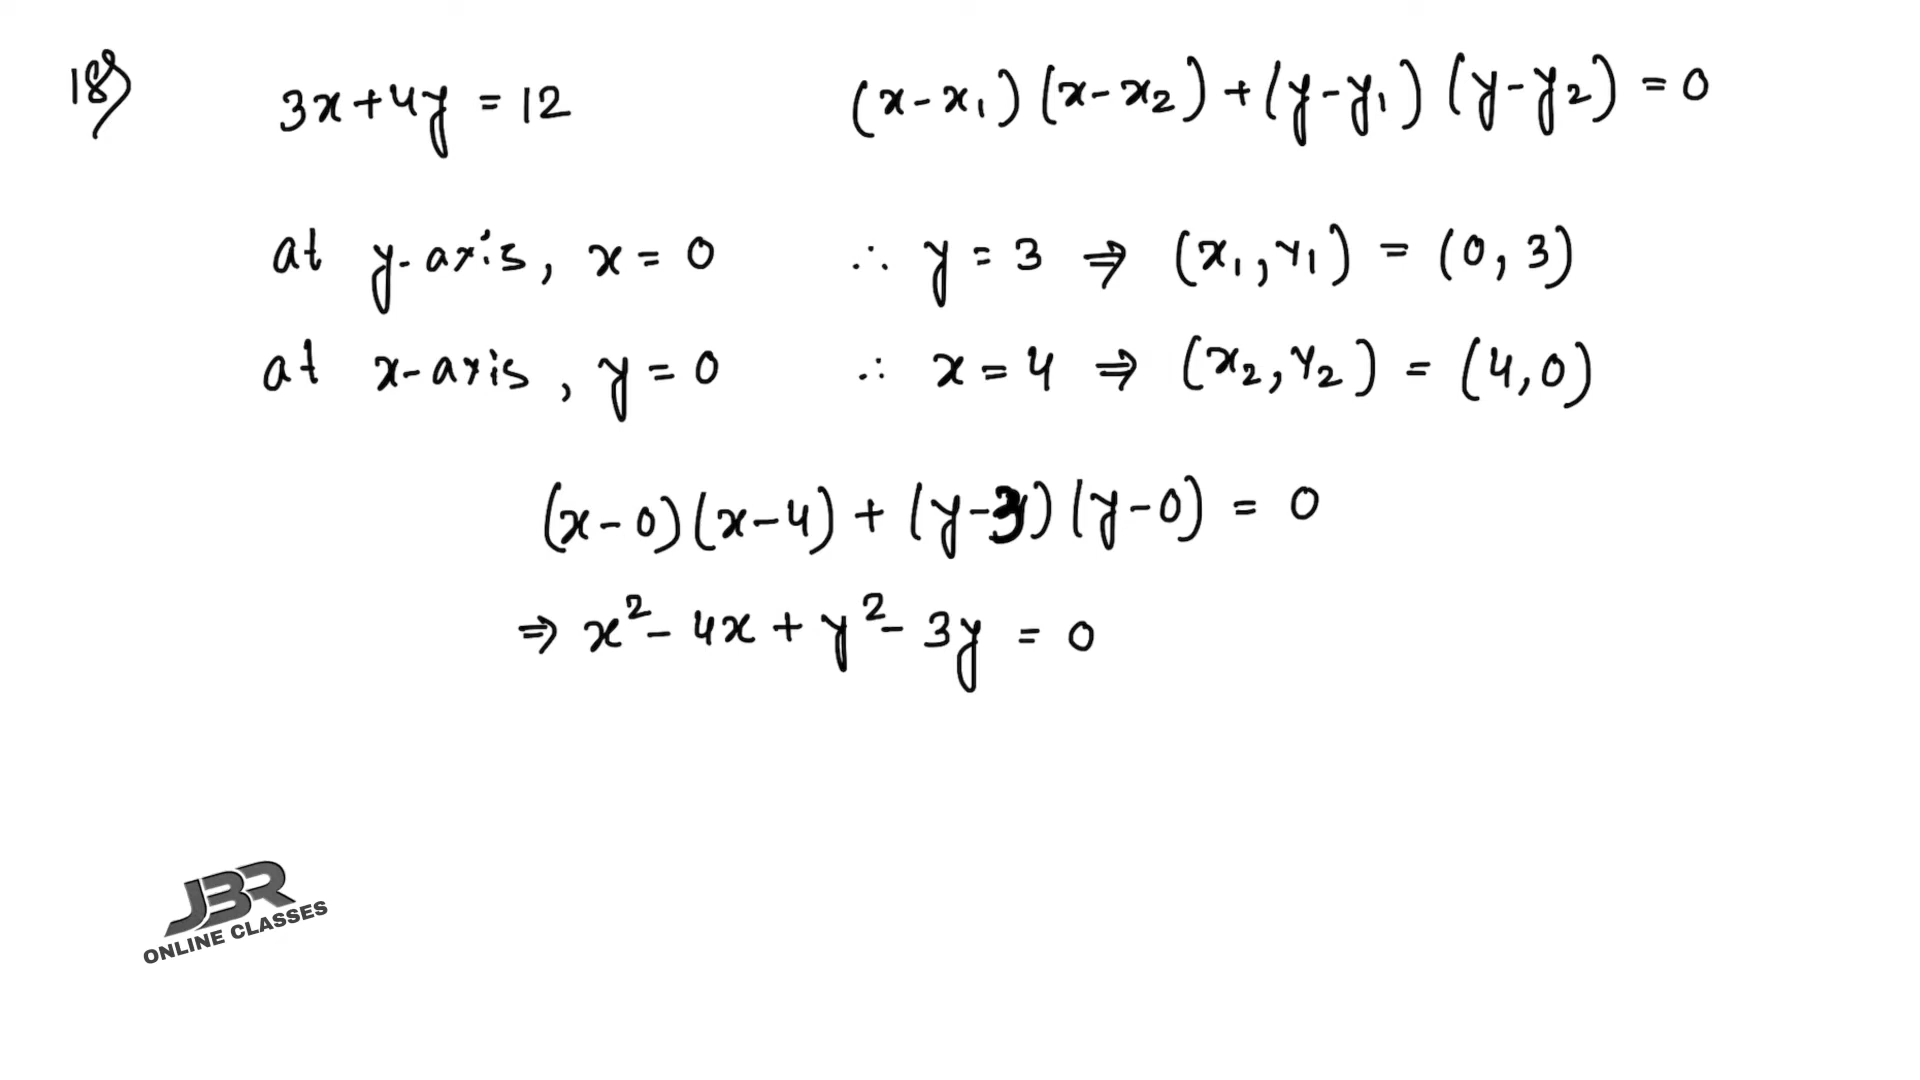 18) 3x+4y = 12 (x-x₁)(x-x₂)+(y-y₁)(y-y₂) = 0
at y-axis, x = 0 ∴ y = 3 ⇒ (x₁,y₁) = (0,3)
at x-axis, y = 0 ∴ x = 4 ⇒ (x₂,y₂) = (4,0)
(x-0)(x-4) + (y-3)(y-0) = 0
⇒ x² - 4x + y² - 3y = 0
JBR
ONLINE CLASSES